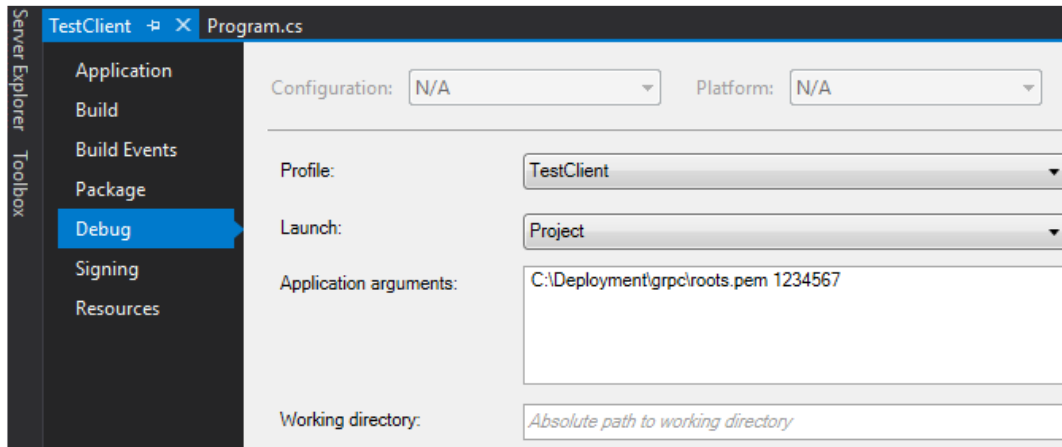 Server Explorer
Toolbox
TestClient
Program.cs
Application
Build
Build Events
Package
Debug
Signing
Resources
Configuration: N/A Platform: N/A
Profile: TestClient
Launch: Project
Application arguments: C:\Deployment\grpc\roots.pem 1234567
Working directory: Absolute path to working directory